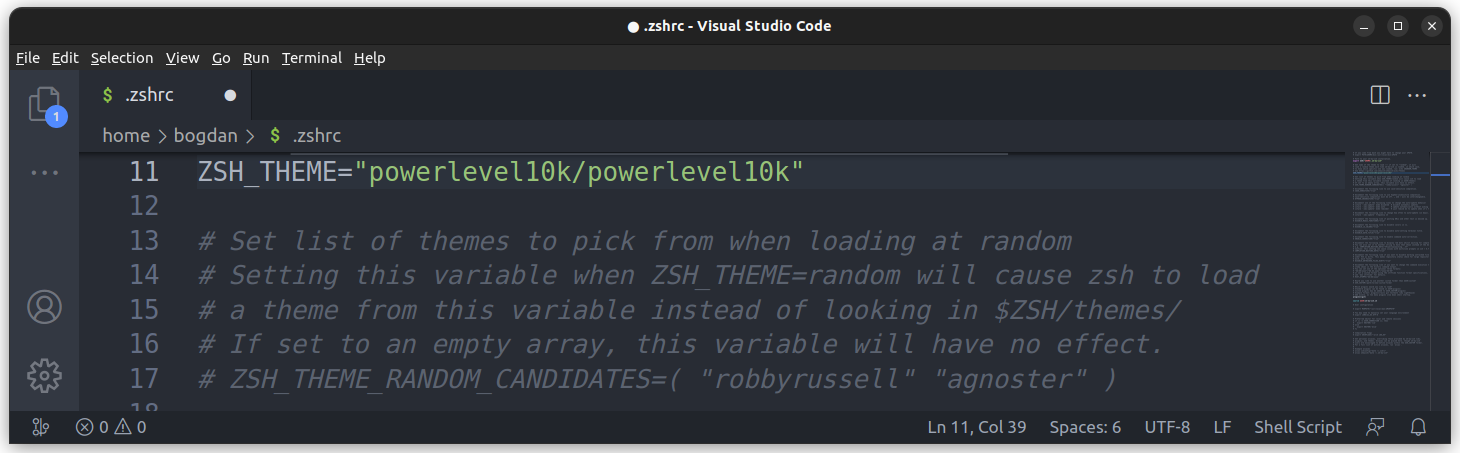 ● .zshrc - Visual Studio Code
File Edit Selection View Go Run Terminal Help
1
$ .zshrc ●
home > bogdan > $ .zshrc
11 ZSH_THEME="powerlevel10k/powerlevel10k"
12
13 # Set list of themes to pick from when loading at random
14 # Setting this variable when ZSH_THEME=random will cause zsh to load
15 # a theme from this variable instead of looking in $ZSH/themes/
16 # If set to an empty array, this variable will have no effect.
17 # ZSH_THEME_RANDOM_CANDIDATES=( "robbyrussell" "agnoster" )
18
0 0 Ln 11, Col 39 Spaces: 6 UTF-8 LF Shell Script